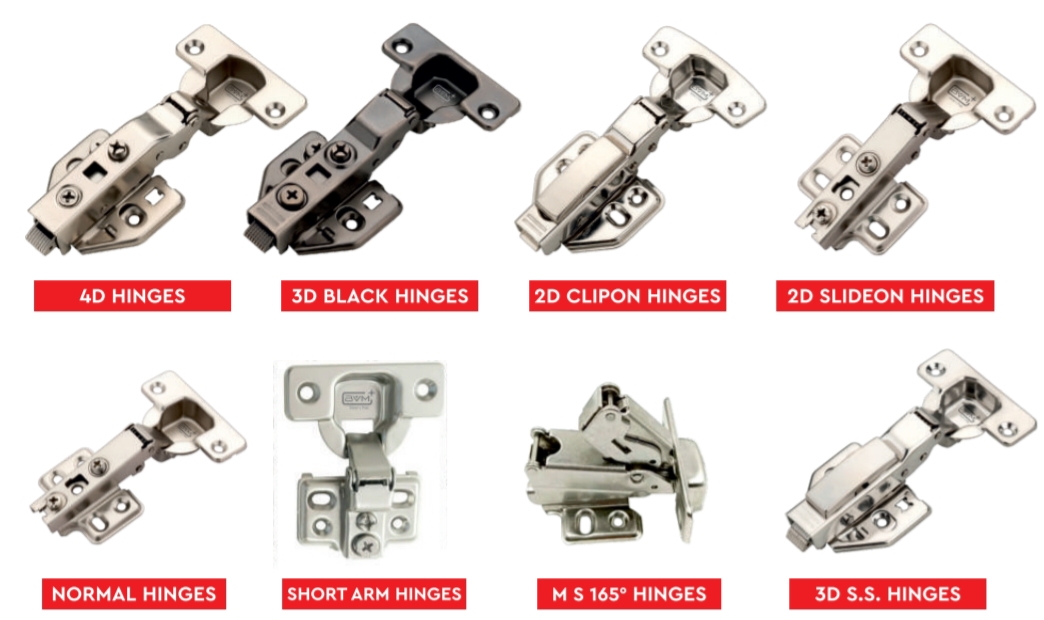 4D HINGES
3D BLACK HINGES
2D CLIPON HINGES
2D SLIDEON HINGES
NORMAL HINGES
SHORT ARM HINGES
M S 165° HINGES
3D S.S. HINGES